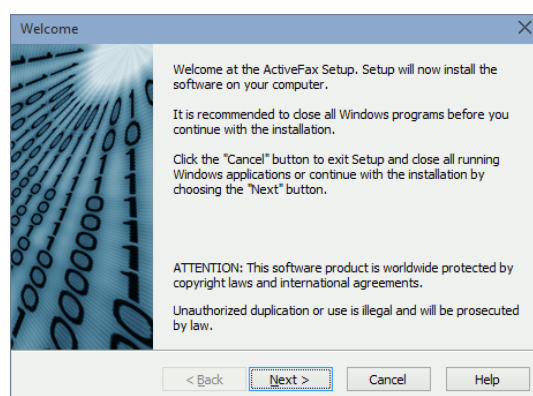 Welcome
Welcome at the ActiveFax Setup. Setup will now install the
software on your computer.
It is recommended to close all Windows programs before you
continue with the installation.
Click the "Cancel" button to exit Setup and close all running
Windows applications or continue with the installation by
choosing the "Next" button.
ATTENTION: This software product is worldwide protected by
copyright laws and international agreements.
Unauthorized duplication or use is illegal and will be prosecuted
by law.
< Back Next > Cancel Help